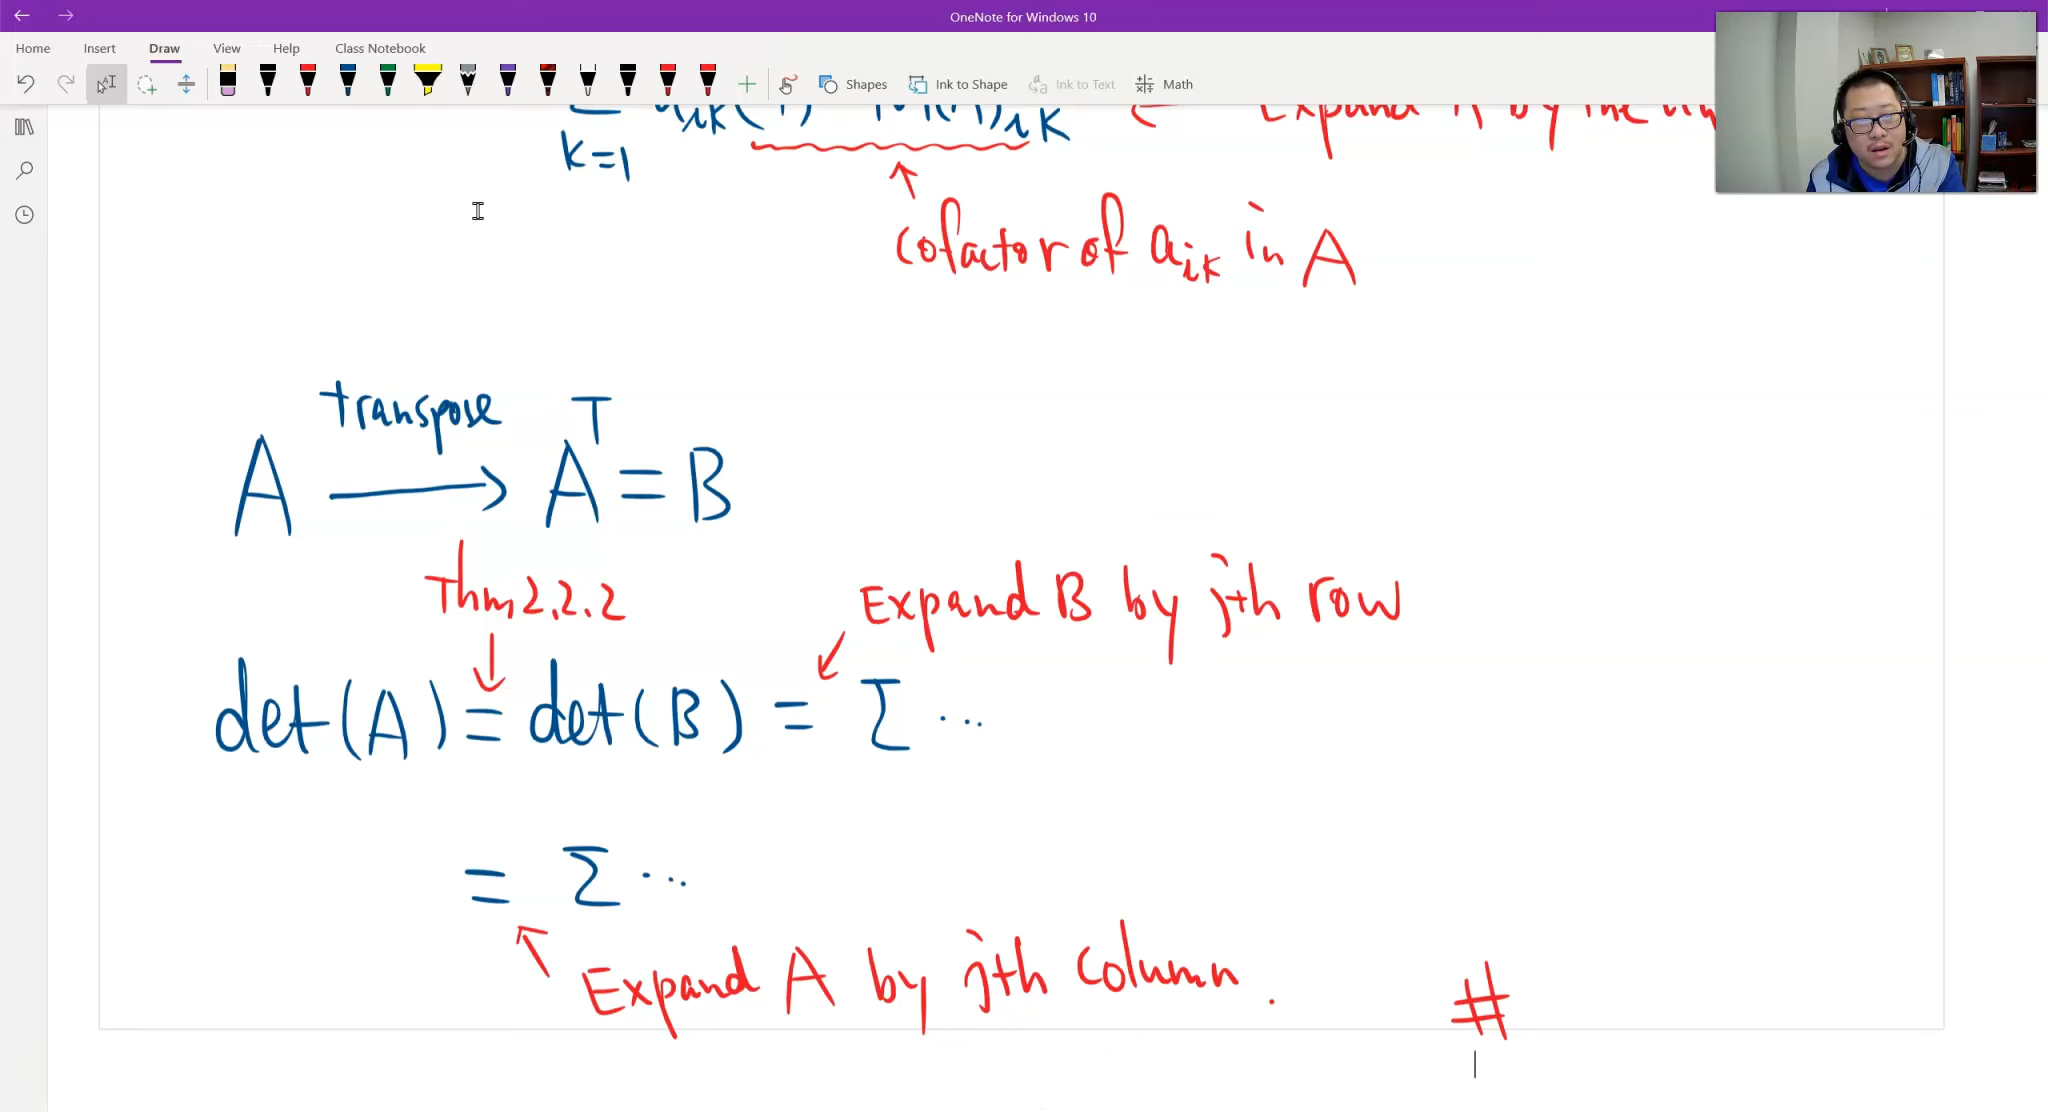 OneNote for Windows 10
Home Insert Draw View Help Class Notebook
Shapes Ink to Shape Ink to Text Math
k=1
cofactor of aik in A
transpose
A → A^T = B
Thm 2.2.2
Expand B by jth row
det(A) = det(B) = Σ ...
= Σ ...
Expand A by jth column.
#